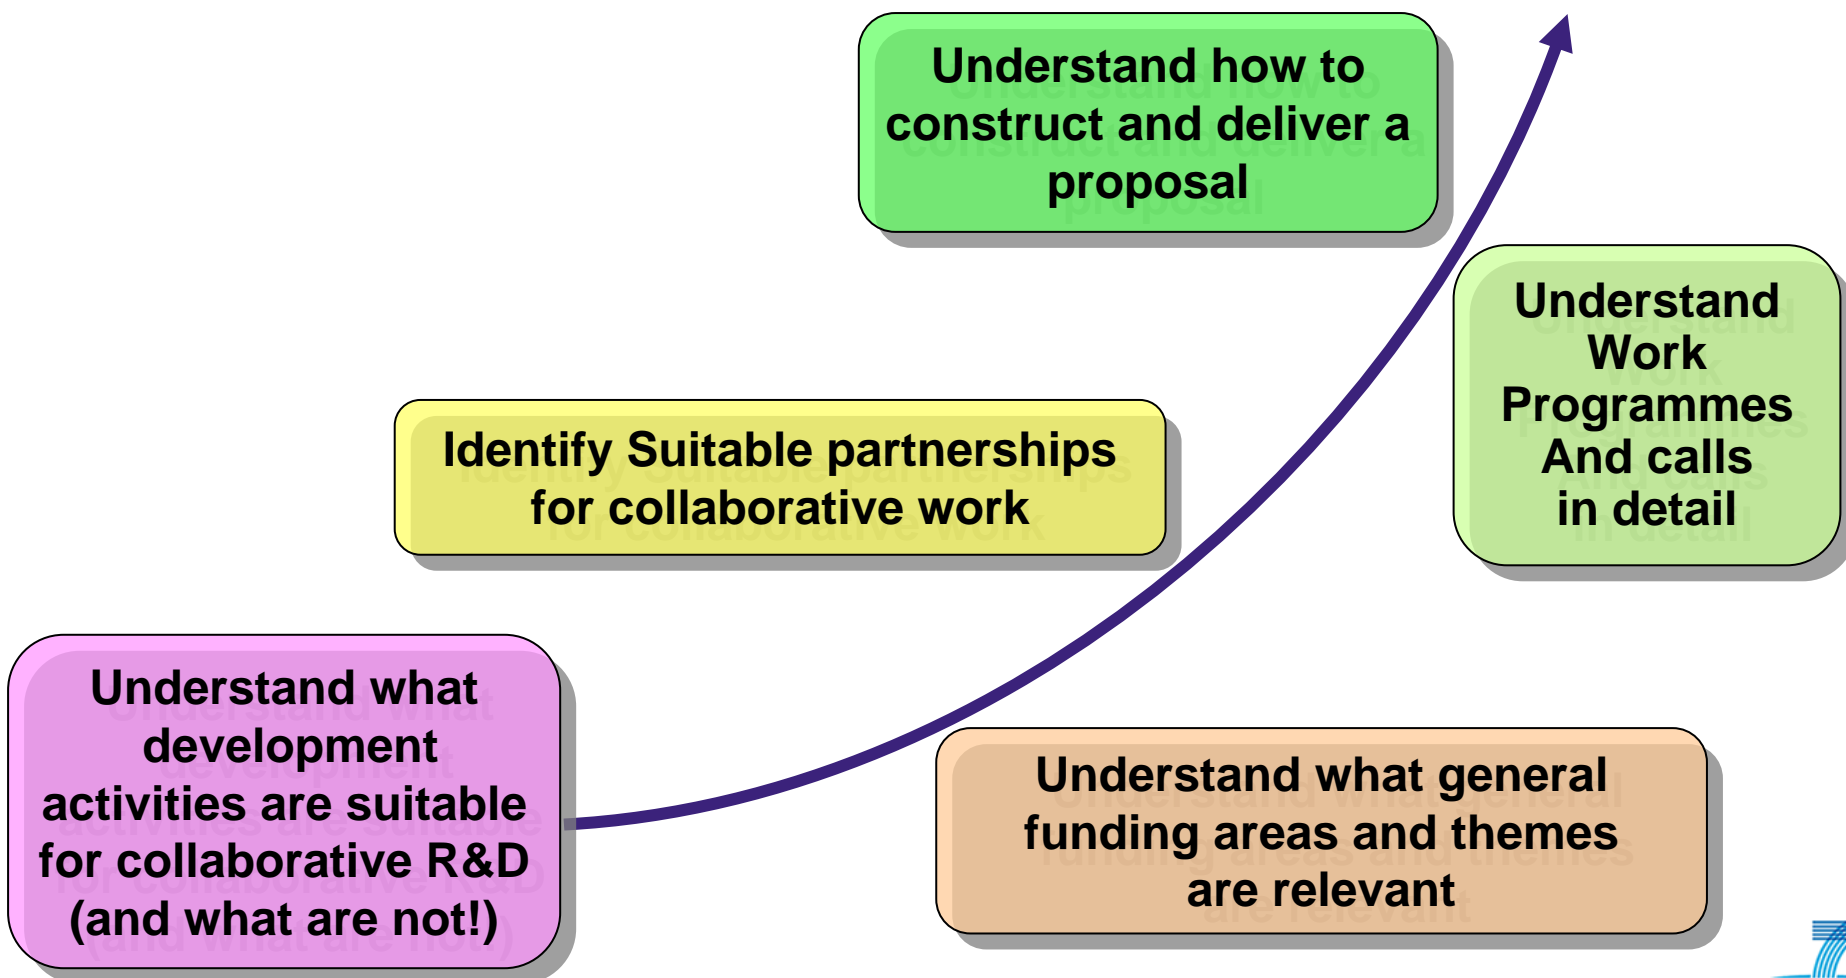 Understand how to
construct and deliver a
proposal
Understand
Work
Programmes
And calls
in detail
Identify Suitable partnerships
for collaborative work
Understand what
development
activities are suitable
for collaborative R&D
(and what are not!)
Understand what general
funding areas and themes
are relevant